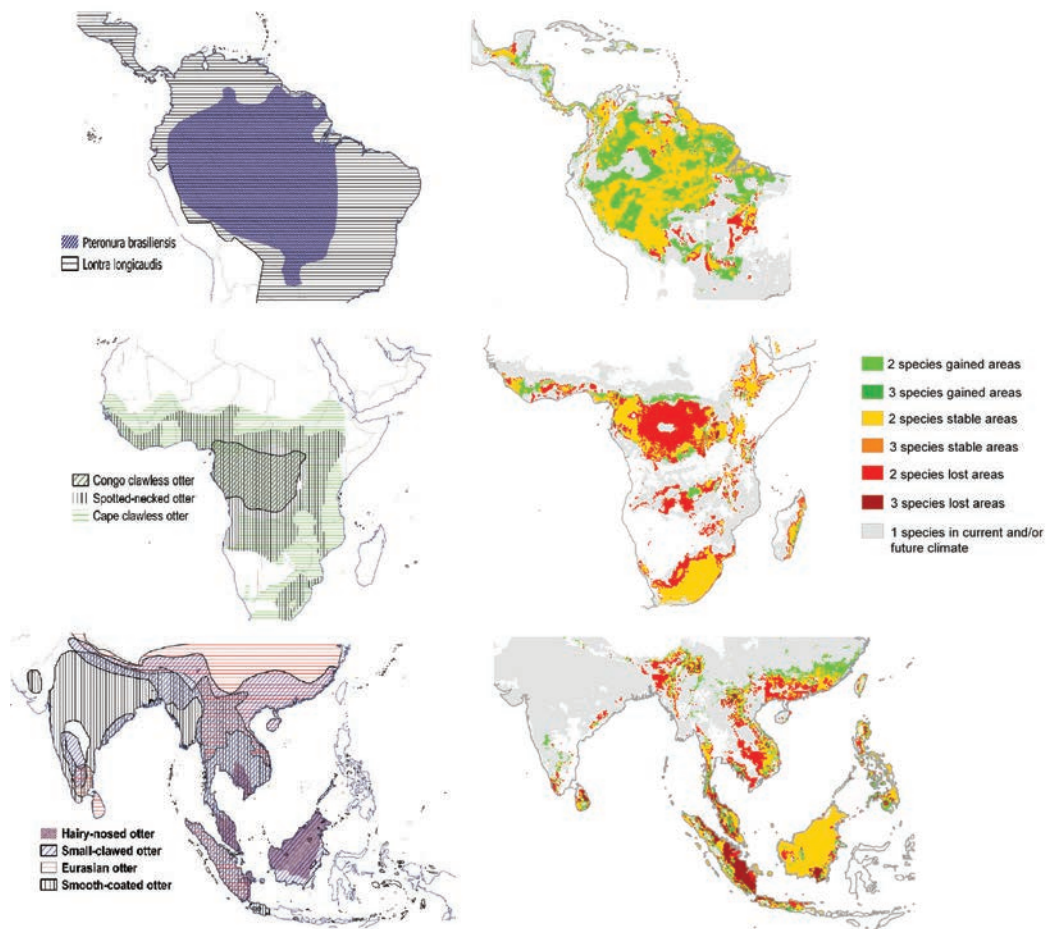 Pteronura brasiliensis
Lontra longicaudis
Congo clawless otter
Spotted-necked otter
Cape clawless otter
2 species gained areas
3 species gained areas
2 species stable areas
3 species stable areas
2 species lost areas
3 species lost areas
1 species in current and/or
future climate
Hairy-nosed otter
Small-clawed otter
Eurasian otter
Smooth-coated otter